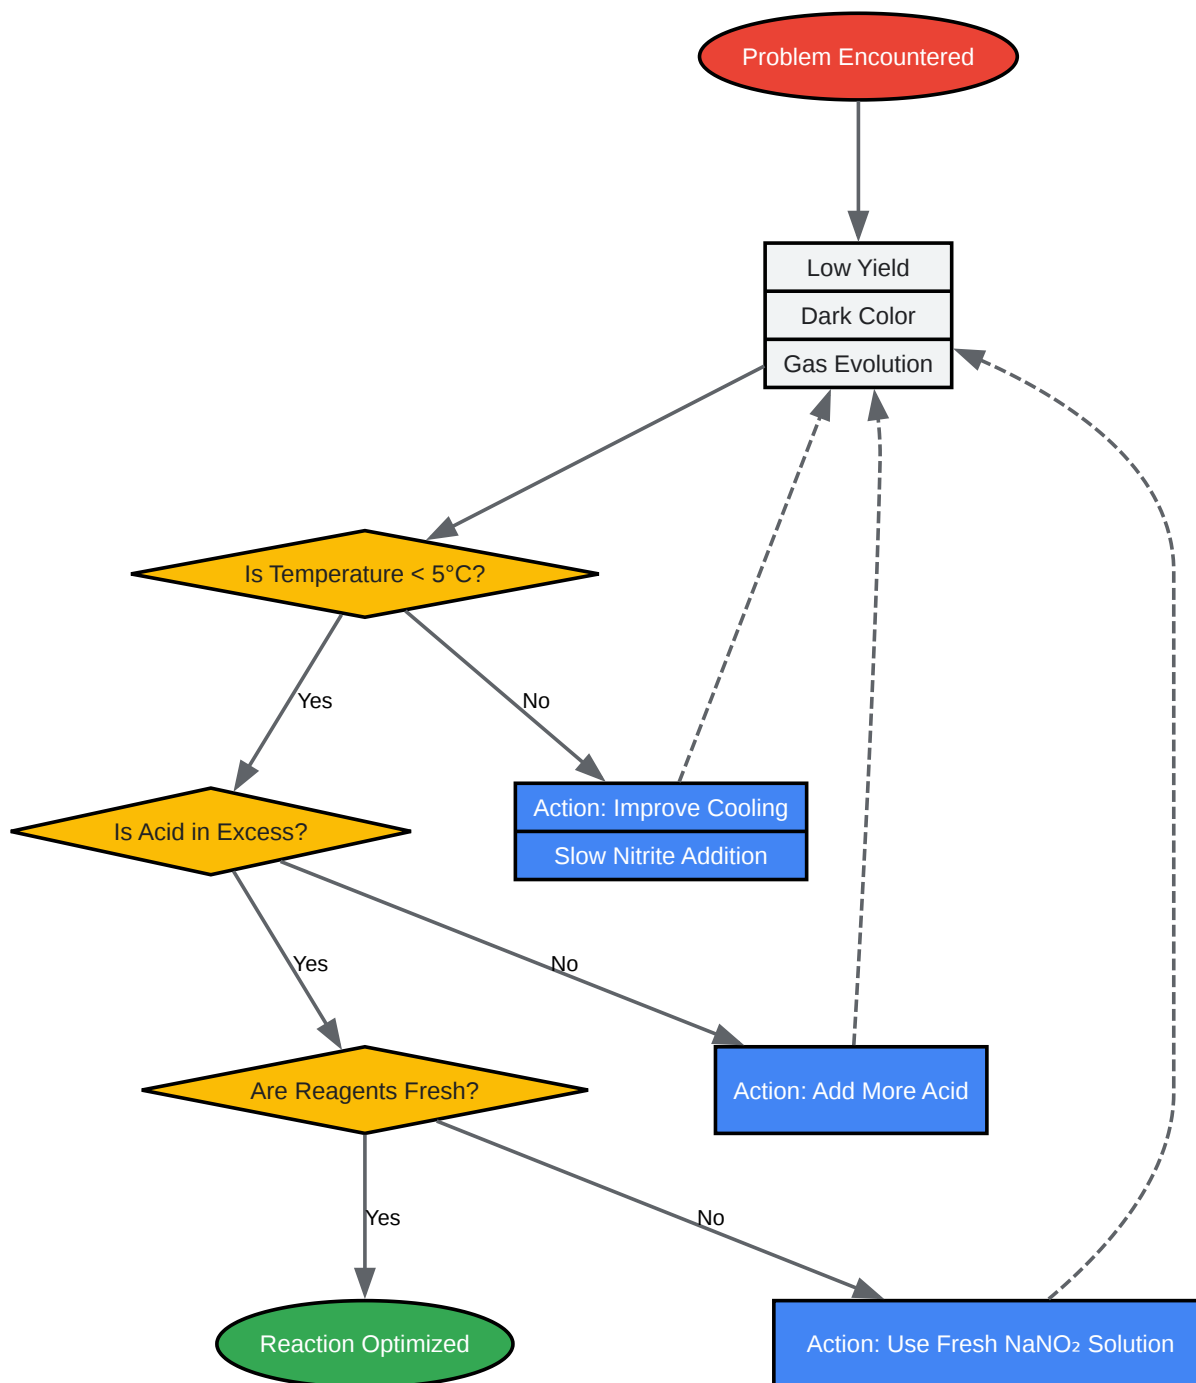 Problem Encountered
Low Yield
Dark Color
Gas Evolution
Is Temperature < 5°C?
Yes
No
Action: Improve Cooling
Slow Nitrite Addition
Is Acid in Excess?
Yes
No
Action: Add More Acid
Are Reagents Fresh?
Yes
No
Reaction Optimized
Action: Use Fresh NaNO₂ Solution